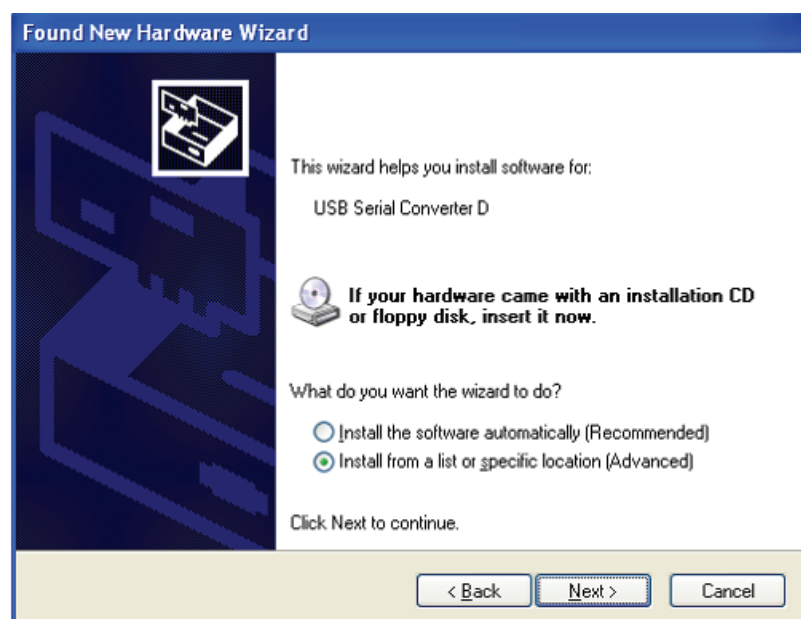 Found New Hardware Wizard
This wizard helps you install software for:
USB Serial Converter D
If your hardware came with an installation CD
or floppy disk, insert it now.
What do you want the wizard to do?
Install the software automatically (Recommended)
Install from a list or specific location (Advanced)
Click Next to continue.
< Back Next > Cancel